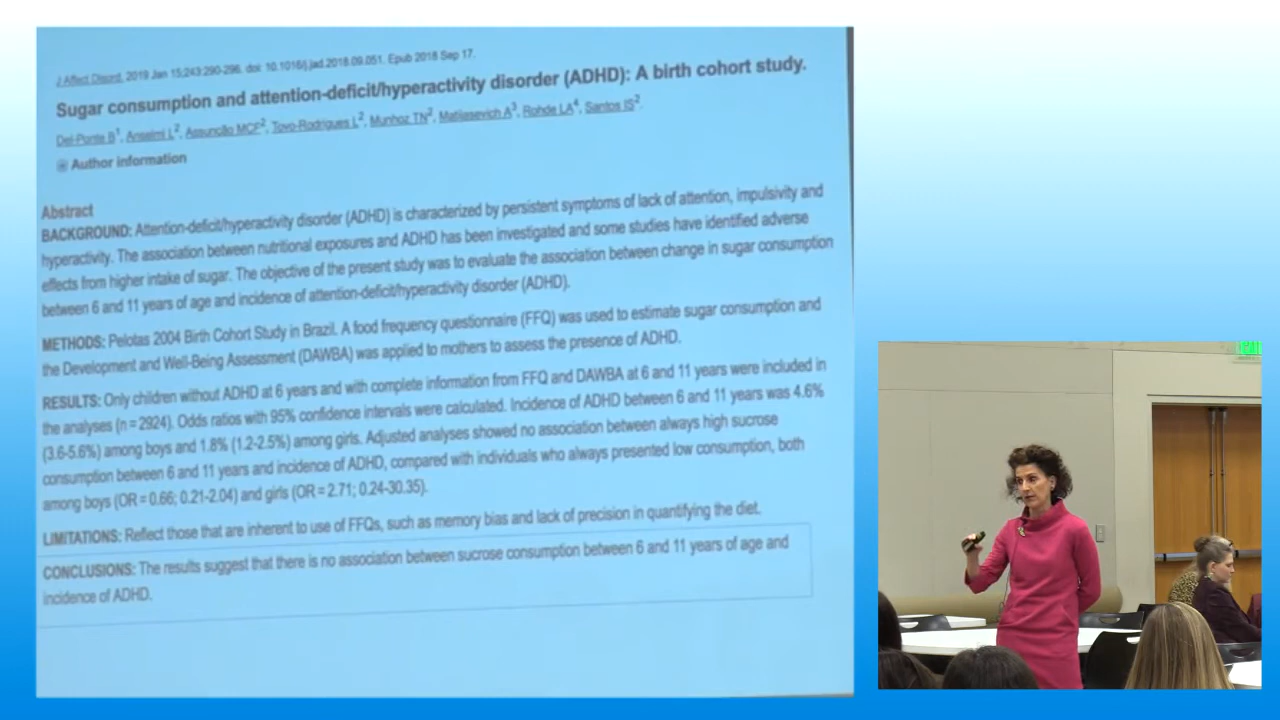 J Affect Disord. 2019 Jan 15;243:290-296. doi: 10.1016/j.jad.2018.09.051. Epub 2018 Sep 17.
Sugar consumption and attention-deficit/hyperactivity disorder (ADHD): A birth cohort study.
Del-Ponte B1, Anselmi L2, Assunção MCF2, Tovo-Rodrigues L2, Munhoz TN2, Matijasevich A3, Rohde LA4, Santos IS2.
Author information
Abstract
BACKGROUND: Attention-deficit/hyperactivity disorder (ADHD) is characterized by persistent symptoms of lack of attention, impulsivity and
hyperactivity. The association between nutritional exposures and ADHD has been investigated and some studies have identified adverse
effects from higher intake of sugar. The objective of the present study was to evaluate the association between change in sugar consumption
between 6 and 11 years of age and incidence of attention-deficit/hyperactivity disorder (ADHD).
METHODS: Pelotas 2004 Birth Cohort Study in Brazil. A food frequency questionnaire (FFQ) was used to estimate sugar consumption and
the Development and Well-Being Assessment (DAWBA) was applied to mothers to assess the presence of ADHD.
RESULTS: Only children without ADHD at 6 years and with complete information from FFQ and DAWBA at 6 and 11 years were included in
the analyses (n = 2924). Odds ratios with 95% confidence intervals were calculated. Incidence of ADHD between 6 and 11 years was 4.6%
(3.6-5.6%) among boys and 1.8% (1.2-2.5%) among girls. Adjusted analyses showed no association between always high sucrose
consumption between 6 and 11 years and incidence of ADHD, compared with individuals who always presented low consumption, both
among boys (OR = 0.66; 0.21-2.04) and girls (OR = 2.71; 0.24-30.35).
LIMITATIONS: Reflect those that are inherent to use of FFQs, such as memory bias and lack of precision in quantifying the diet.
CONCLUSIONS: The results suggest that there is no association between sucrose consumption between 6 and 11 years of age and
incidence of ADHD.